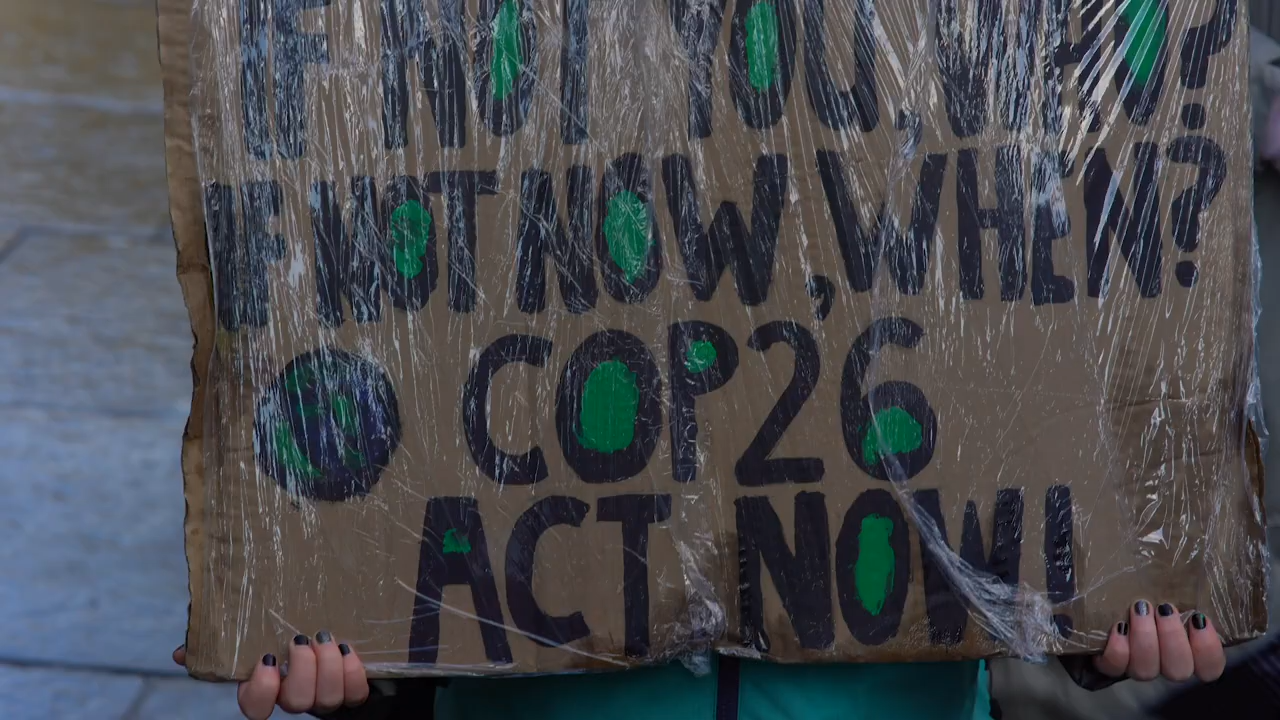 IF NOT YOU, WHO?
IF NOT NOW, WHEN?
COP26
ACT NOW!